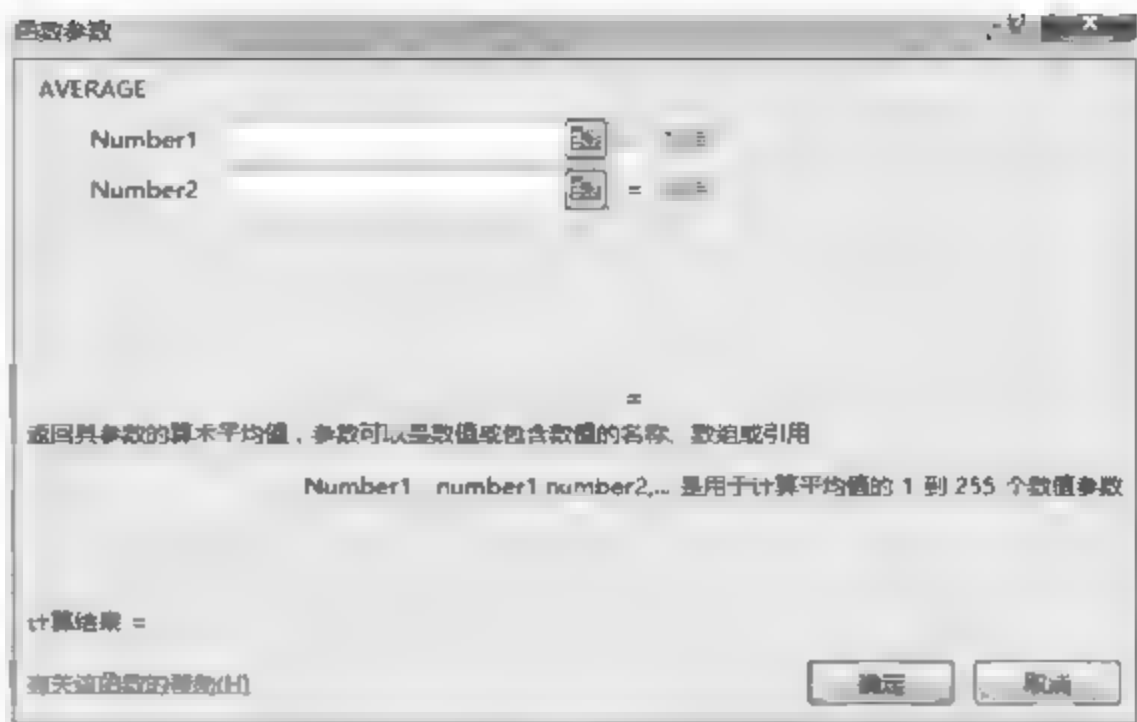 函数参数
AVERAGE
Number1 =
Number2 =
=
返回其参数的算术平均值，参数可以是数值或包含数值的名称、数组或引用
Number1 number1 number2,... 是用于计算平均值的 1 到 255 个数值参数
计算结果 =
有关该函数的帮助(H)
确定 取消